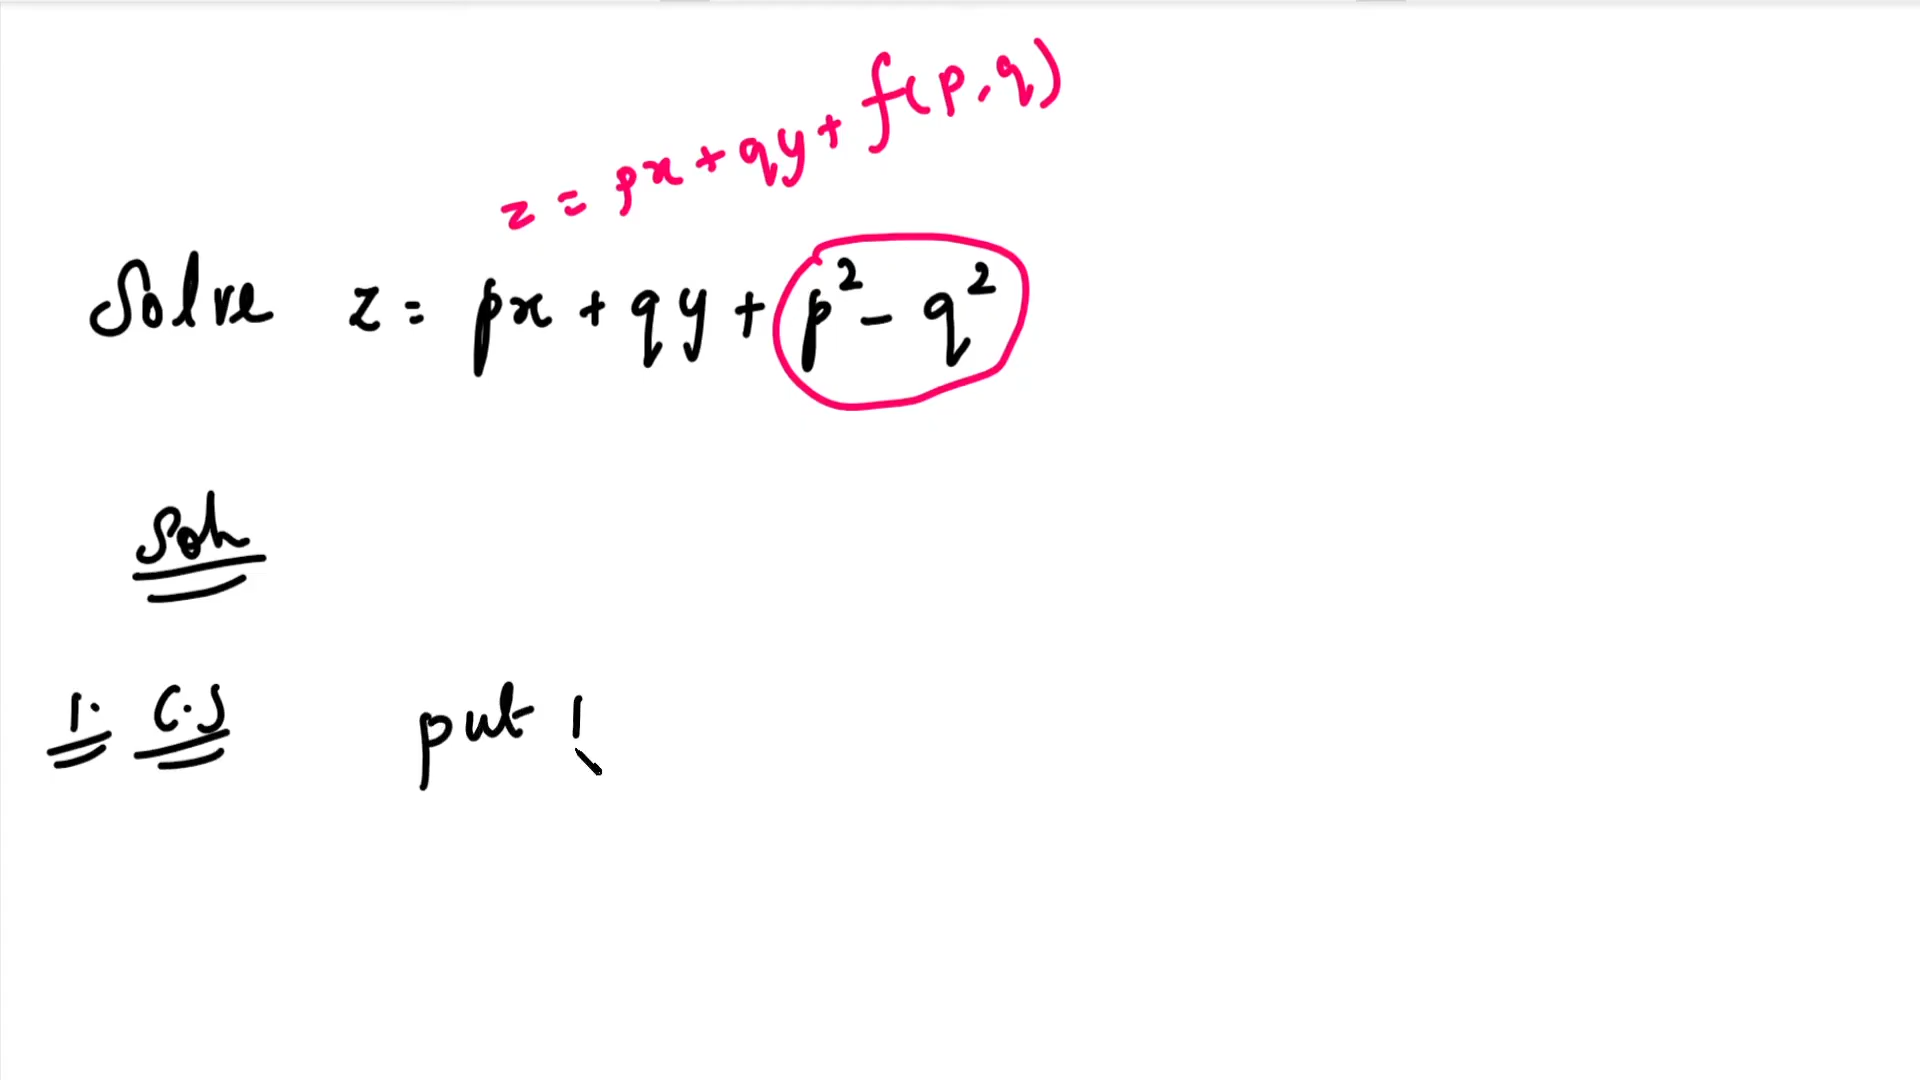 z = px + qy + f(p, q)
Solve z = px + qy + p² - q²
Soln
1. C.S put